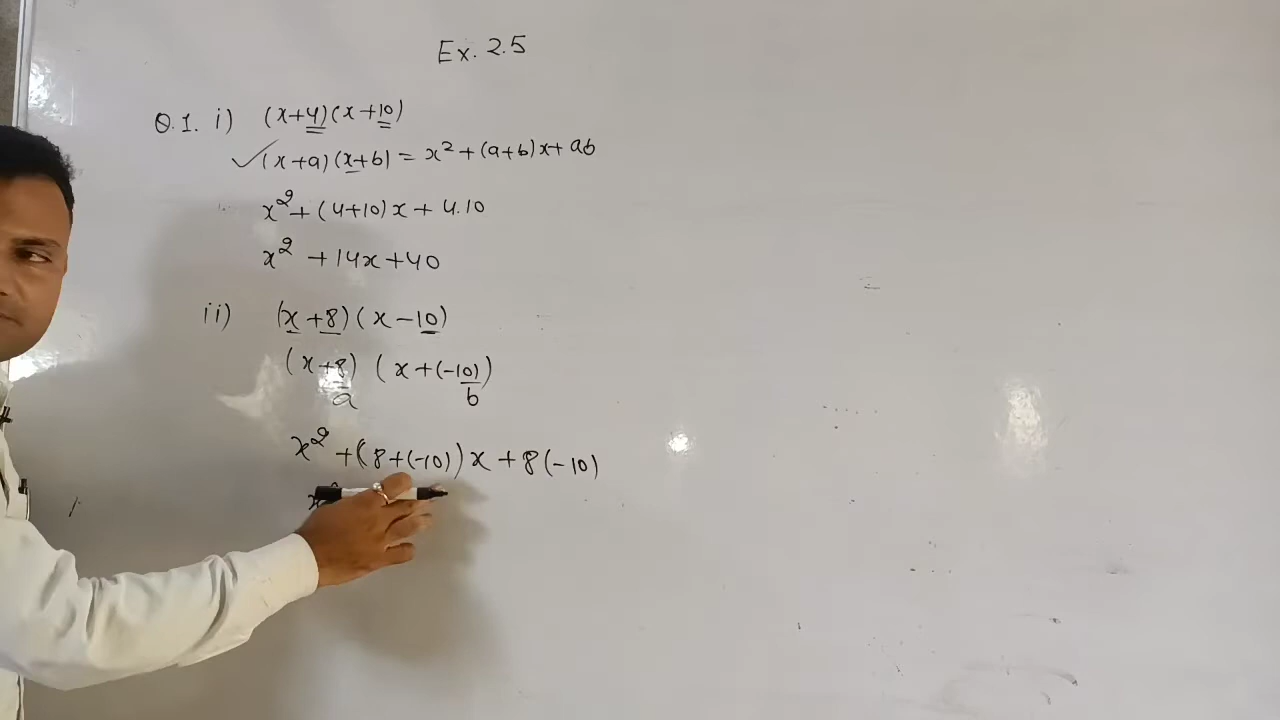 Ex. 2.5
Q.1. i) (x+4)(x+10)
✓(x+a)(x+b) = x²+(a+b)x+ab
x²+(4+10)x+4.10
x²+14x+40
ii) (x+8)(x-10)
(x+8) (x+(-10))
a b
x²+(8+(-10))x+8(-10)